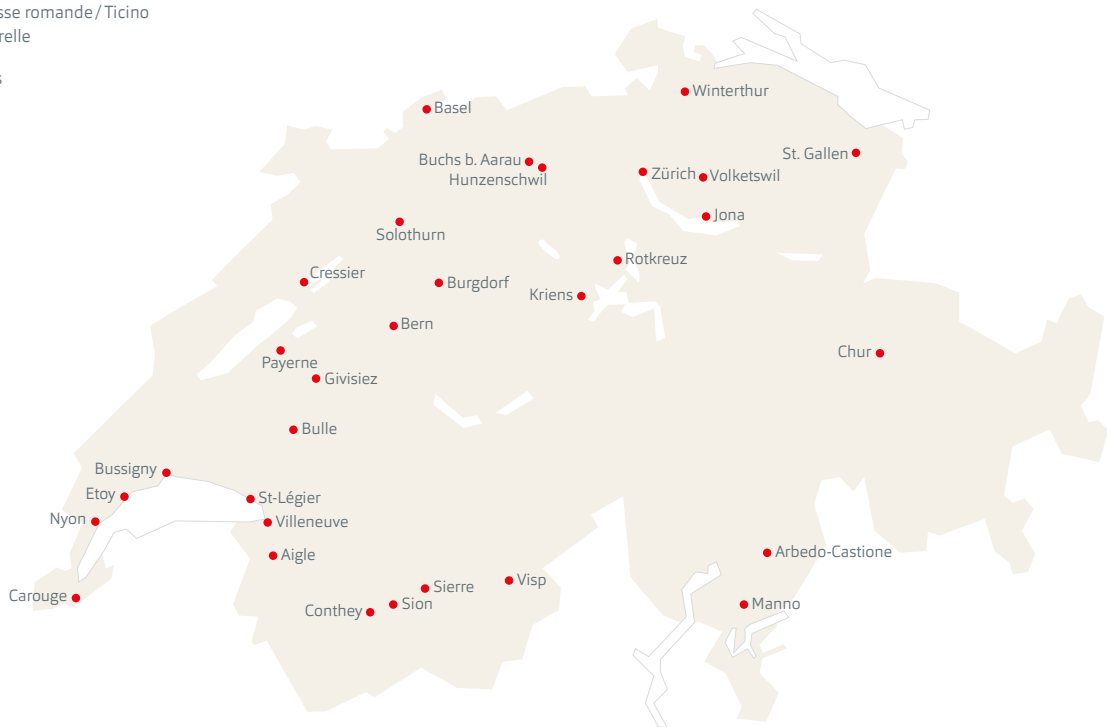 sse romande / Ticino
relle
s
Winterthur
Basel
St. Gallen
Buchs b. Aarau
Hunzenschwil
Zürich
Volketswil
Jona
Solothurn
Rotkreuz
Cressier
Burgdorf
Kriens
Bern
Chur
Payerne
Givisiez
Bulle
Bussigny
Etoy
St-Légier
Nyon
Villeneuve
Aigle
Arbedo-Castione
Visp
Sierre
Carouge
Sion
Conthey
Manno